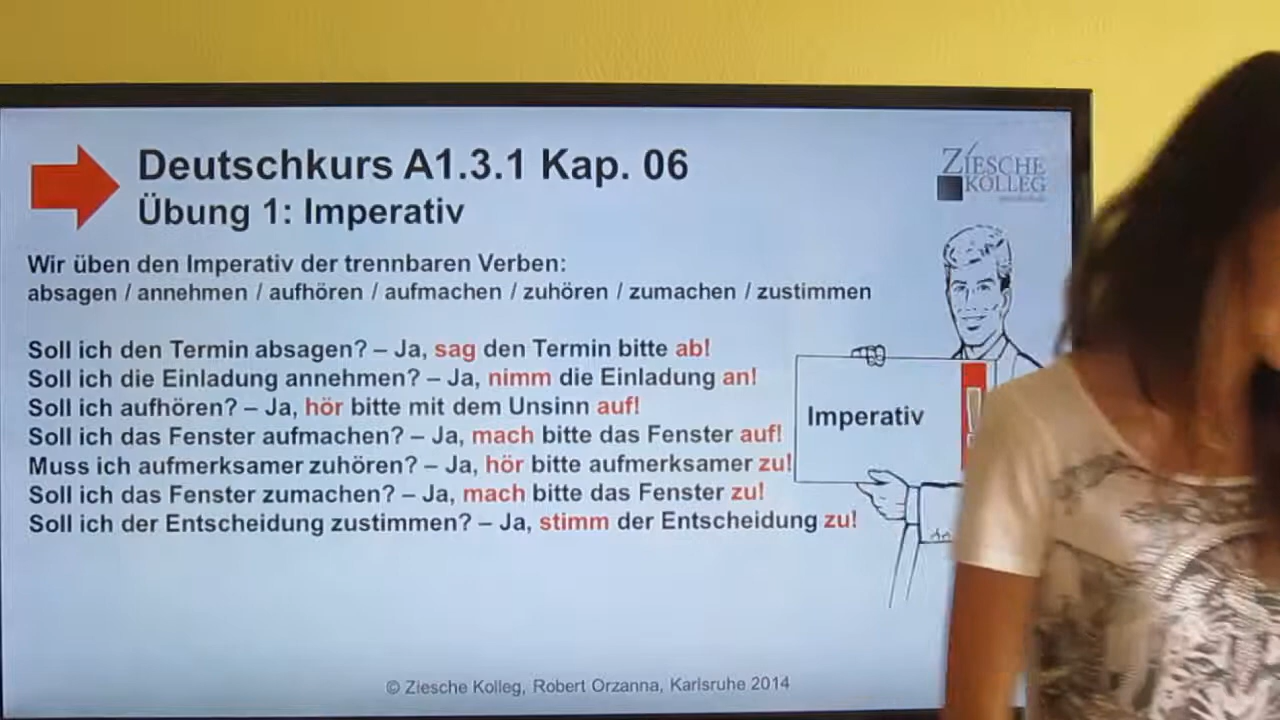 Deutschkurs A1.3.1 Kap. 06
Übung 1: Imperativ
ZIESCHE
KOLLEG
Wir üben den Imperativ der trennbaren Verben:
absagen / annehmen / aufhören / aufmachen / zuhören / zumachen / zustimmen
Soll ich den Termin absagen? – Ja, sag den Termin bitte ab!
Soll ich die Einladung annehmen? – Ja, nimm die Einladung an!
Soll ich aufhören? – Ja, hör bitte mit dem Unsinn auf!
Soll ich das Fenster aufmachen? – Ja, mach bitte das Fenster auf!
Muss ich aufmerksamer zuhören? – Ja, hör bitte aufmerksamer zu!
Soll ich das Fenster zumachen? – Ja, mach bitte das Fenster zu!
Soll ich der Entscheidung zustimmen? – Ja, stimm der Entscheidung zu!
Imperativ !
© Ziesche Kolleg, Robert Orzanna, Karlsruhe 2014